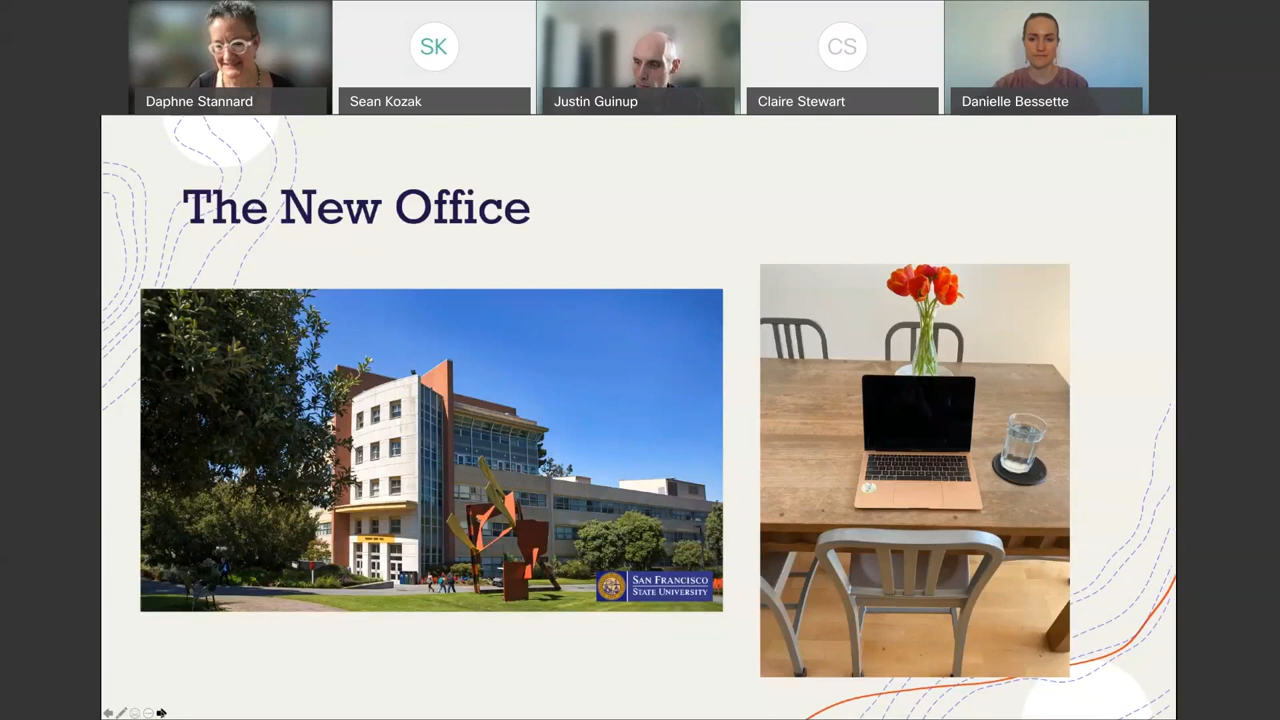 Daphne Stannard
SK
Sean Kozak
Justin Guinup
CS
Claire Stewart
Danielle Bessette
The New Office
SAN FRANCISCO
STATE UNIVERSITY